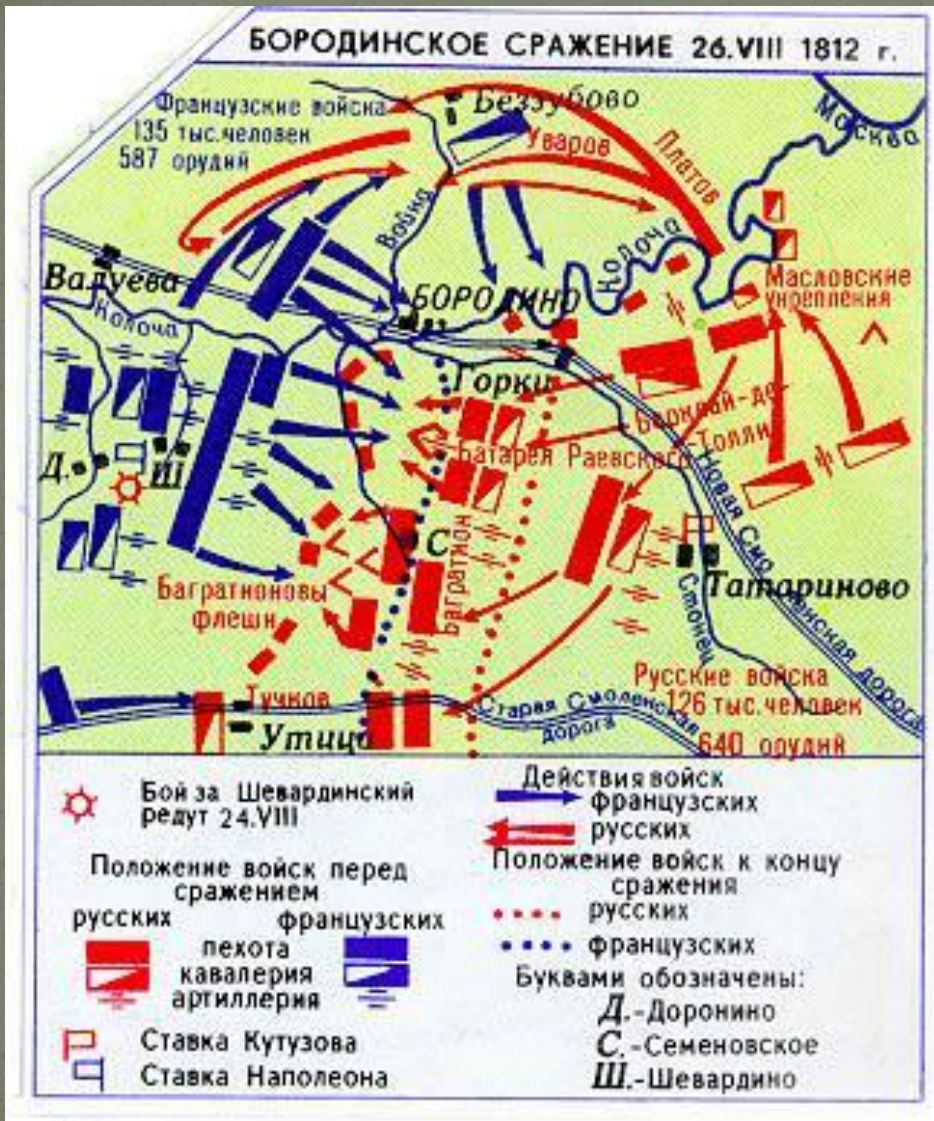 БОРОДИНСКОЕ СРАЖЕНИЕ 26.VIII 1812 г.
Французские войска
135 тыс.человек
587 орудий
Беззубово
Уваров
Платов
Москва
Война
Колоча
Валуева
Колоча
БОРОДИНО
Масловские
укрепления
Горки
Барклай-де-
-Толли
Батарея Раевского
Д.
Ш
С
Багратион
Новая Смоленская дорога
Татариново
Стонец
Багратионовы
флеши
Тучков
Утица
Старая Смоленская
дорога
Русские войска
126 тыс.человек
640 орудий
Бой за Шевардинский
редут 24.VIII
Положение войск перед
сражением
русских французских
пехота
кавалерия
артиллерия
Ставка Кутузова
Ставка Наполеона
Действия войск
французских
русских
Положение войск к концу
сражения
русских
французских
Буквами обозначены:
Д.-Доронино
С.-Семеновское
Ш.-Шевардино